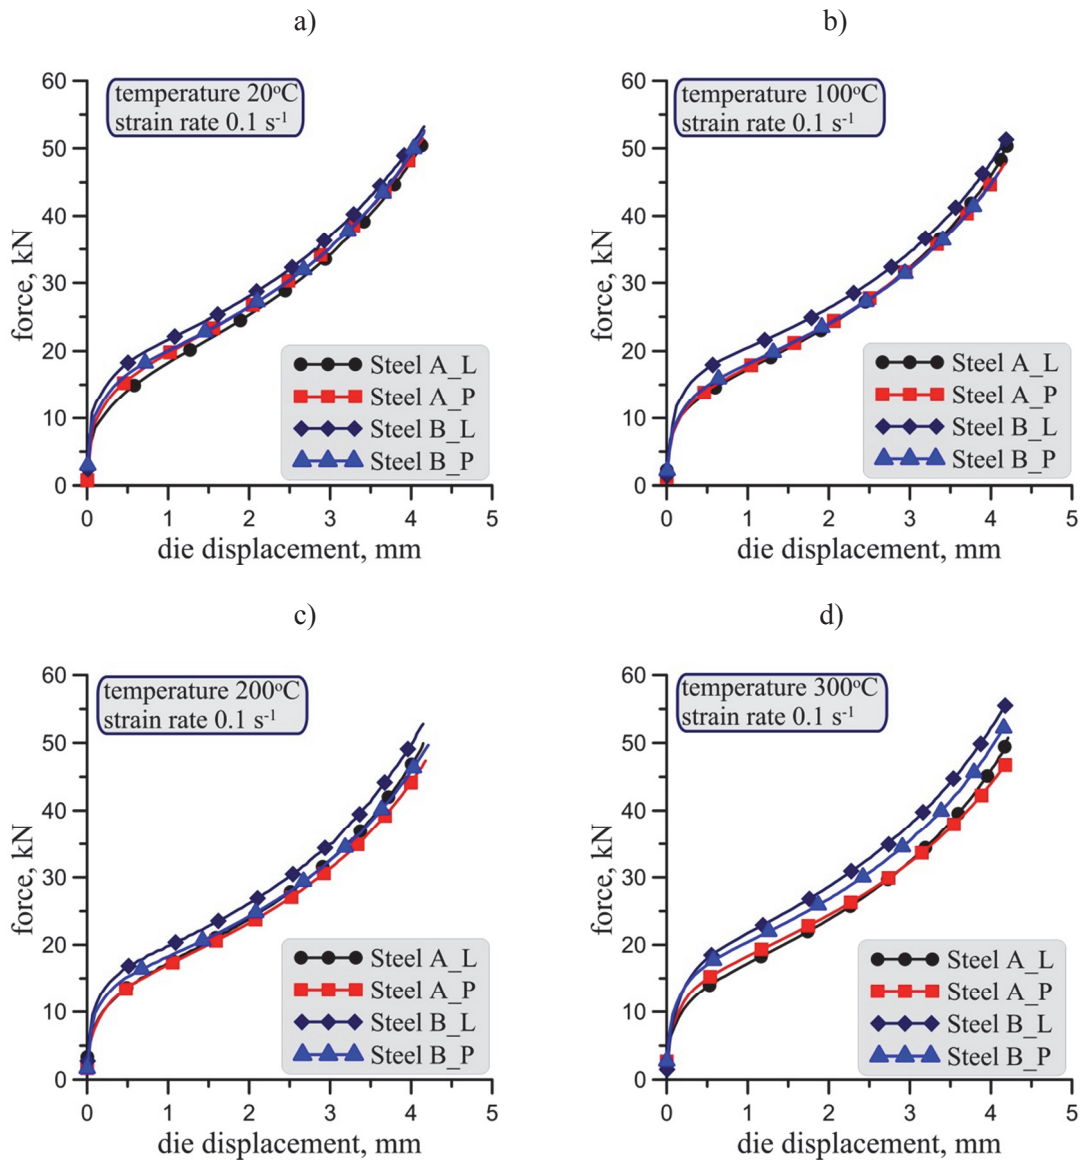 a)
temperature 20°C
strain rate 0.1 s⁻¹
60
50
40
30
20
10
0
force, kN
Steel A_L
Steel A_P
Steel B_L
Steel B_P
0 1 2 3 4 5
die displacement, mm
b)
temperature 100°C
strain rate 0.1 s⁻¹
60
50
40
30
20
10
0
force, kN
Steel A_L
Steel A_P
Steel B_L
Steel B_P
0 1 2 3 4 5
die displacement, mm
c)
temperature 200°C
strain rate 0.1 s⁻¹
60
50
40
30
20
10
0
force, kN
Steel A_L
Steel A_P
Steel B_L
Steel B_P
0 1 2 3 4 5
die displacement, mm
d)
temperature 300°C
strain rate 0.1 s⁻¹
60
50
40
30
20
10
0
force, kN
Steel A_L
Steel A_P
Steel B_L
Steel B_P
0 1 2 3 4 5
die displacement, mm